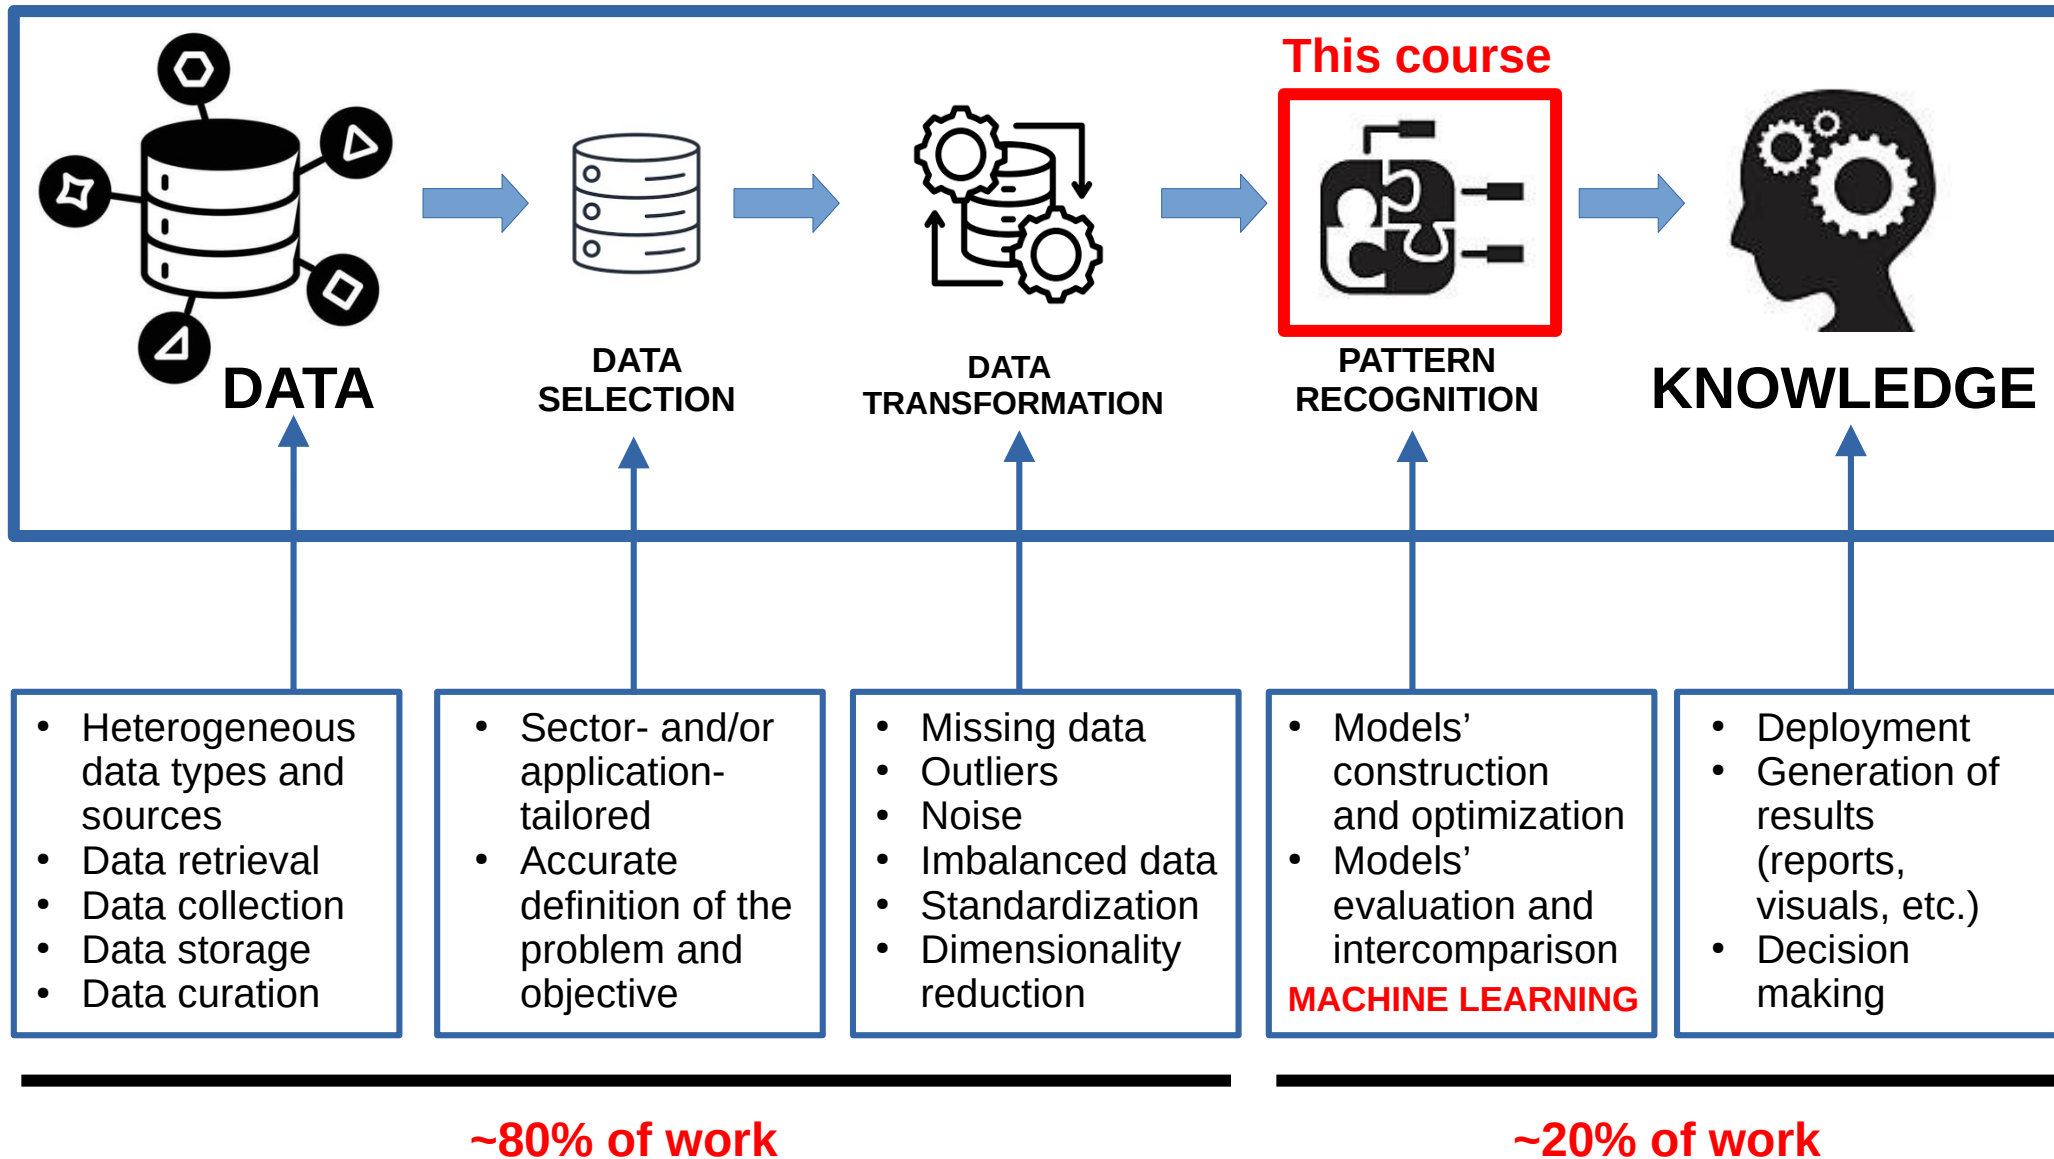 This course
DATA
DATA
SELECTION
DATA
TRANSFORMATION
PATTERN
RECOGNITION
KNOWLEDGE
• Heterogeneous
data types and
sources
• Data retrieval
• Data collection
• Data storage
• Data curation
• Sector- and/or
application-
tailored
• Accurate
definition of the
problem and
objective
• Missing data
• Outliers
• Noise
• Imbalanced data
• Standardization
• Dimensionality
reduction
• Models’
construction
and optimization
• Models’
evaluation and
intercomparison
MACHINE LEARNING
• Deployment
• Generation of
results
(reports,
visuals, etc.)
• Decision
making
~80% of work
~20% of work